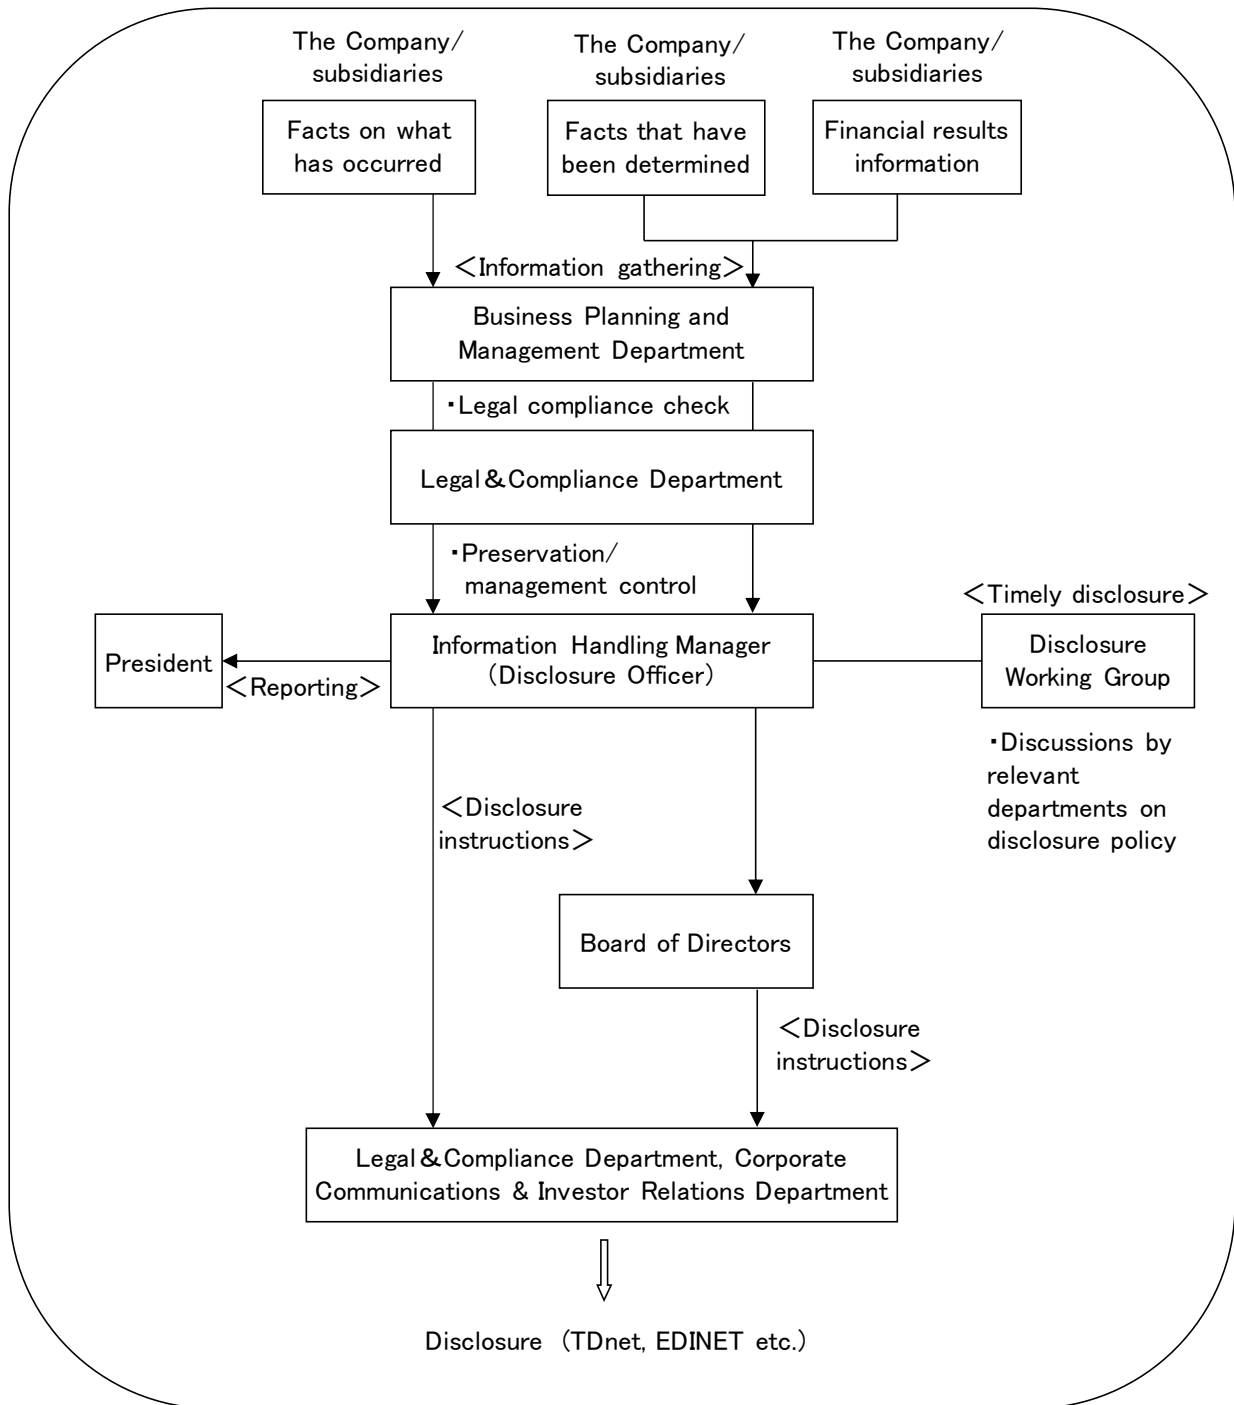 The Company/
subsidiaries
The Company/
subsidiaries
The Company/
subsidiaries
Facts on what
has occurred
Facts that have
been determined
Financial results
information
＜Information gathering＞
Business Planning and
Management Department
・Legal compliance check
Legal＆Compliance Department
・Preservation/
management control
＜Timely disclosure＞
President
Information Handling Manager
（Disclosure Officer）
Disclosure
Working Group
＜Reporting＞
・Discussions by
relevant
departments on
disclosure policy
＜Disclosure
instructions＞
Board of Directors
＜Disclosure
instructions＞
Legal＆Compliance Department, Corporate
Communications & Investor Relations Department
Disclosure （TDnet, EDINET etc.）